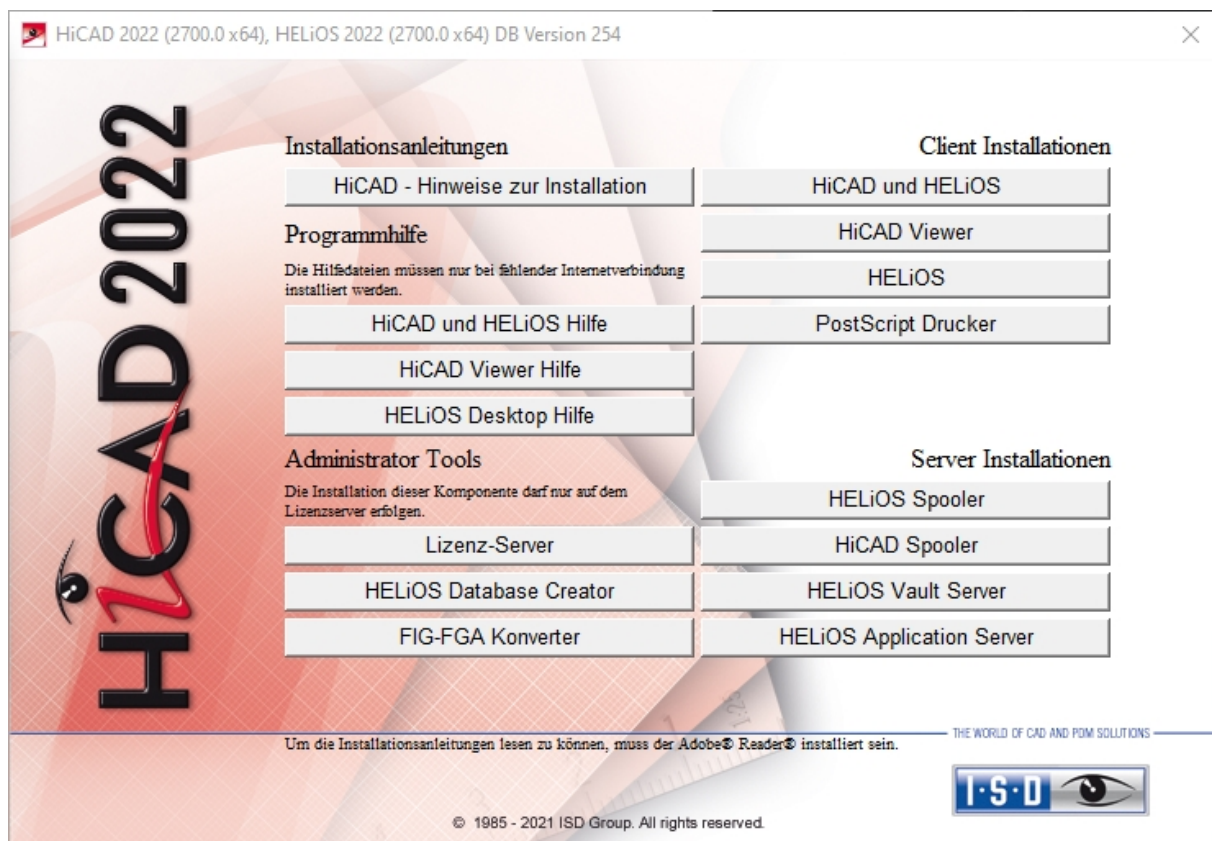 HiCAD 2022 (2700.0 x64), HELiOS 2022 (2700.0 x64) DB Version 254
HiCAD 2022
Installationsanleitungen
HiCAD - Hinweise zur Installation
Programmhilfe
Die Hilfedateien müssen nur bei fehlender Internetverbindung
installiert werden.
HiCAD und HELiOS Hilfe
HiCAD Viewer Hilfe
HELiOS Desktop Hilfe
Administrator Tools
Die Installation dieser Komponente darf nur auf dem
Lizenzserver erfolgen.
Lizenz-Server
HELiOS Database Creator
FIG-FGA Konverter
Client Installationen
HiCAD und HELiOS
HiCAD Viewer
HELiOS
PostScript Drucker
Server Installationen
HELiOS Spooler
HiCAD Spooler
HELiOS Vault Server
HELiOS Application Server
Um die Installationsanleitungen lesen zu können, muss der Adobe® Reader® installiert sein.
THE WORLD OF CAD AND PDM SOLUTIONS
I·S·D
© 1985 - 2021 ISD Group. All rights reserved.